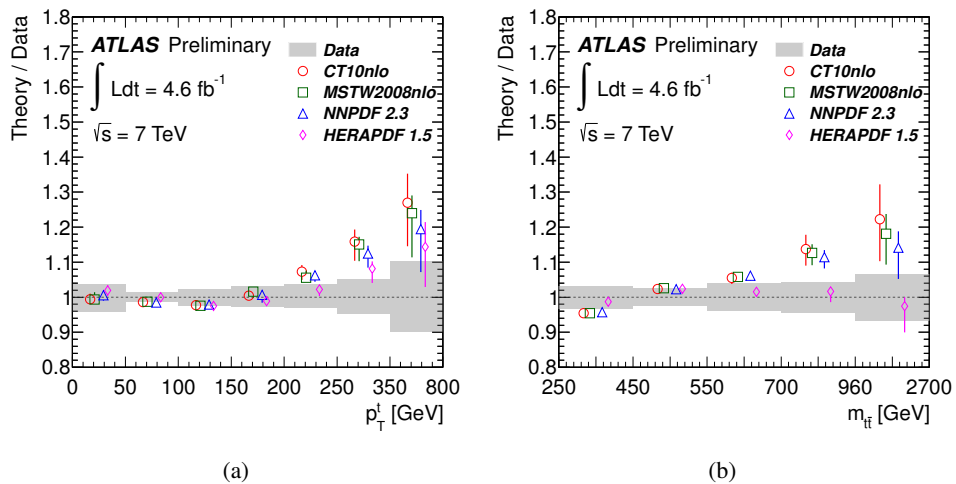 1.8
1.7
1.6
1.5
1.4
1.3
1.2
1.1
1
0.9
0.8
Theory / Data
ATLAS Preliminary
∫ Ldt = 4.6 fb⁻¹
√s = 7 TeV
Data
CT10nlo
MSTW2008nlo
NNPDF 2.3
HERAPDF 1.5
0 50 100 150 200 250 350 800
p_T^t [GeV]
(a)
1.8
1.7
1.6
1.5
1.4
1.3
1.2
1.1
1
0.9
0.8
Theory / Data
ATLAS Preliminary
∫ Ldt = 4.6 fb⁻¹
√s = 7 TeV
Data
CT10nlo
MSTW2008nlo
NNPDF 2.3
HERAPDF 1.5
250 450 550 700 960 2700
m_tt̄ [GeV]
(b)